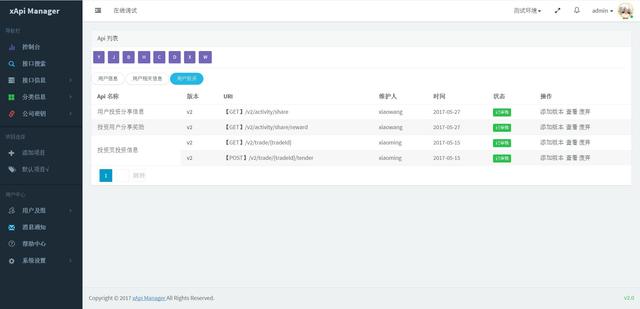 xApi Manager
在线调试
测试环境
admin
导航栏
控制台
接口搜索
接口信息
分类信息
公司密钥
项目选择
添加项目
默认项目√
用户中心
消息通知
帮助中心
系统设置
Api 列表
Y J B H C D X W
用户信息 用户相关信息 用户投资
Api 名称 版本 URI 维护人 时间 状态 操作
用户投资分享信息 v2 【GET】/v2/activity/share xiaowang 2017-05-27 已审核 添加版本 查看 废弃
投资用户分享奖励 v2 【GET】/v2/activity/share/reward xiaowang 2017-05-27 已审核 添加版本 查看 废弃
投资页投资信息 v2 【GET】/v2/trade/{tradeId} xiaoming 2017-05-15 已审核 添加版本 查看 废弃
v2 【POST】/v2/trade/{tradeId}/tender xiaoming 2017-05-15 已审核 添加版本 查看 废弃
1 跳转
Copyright © 2017 xApi Manager All Rights Reserved.
v2.0